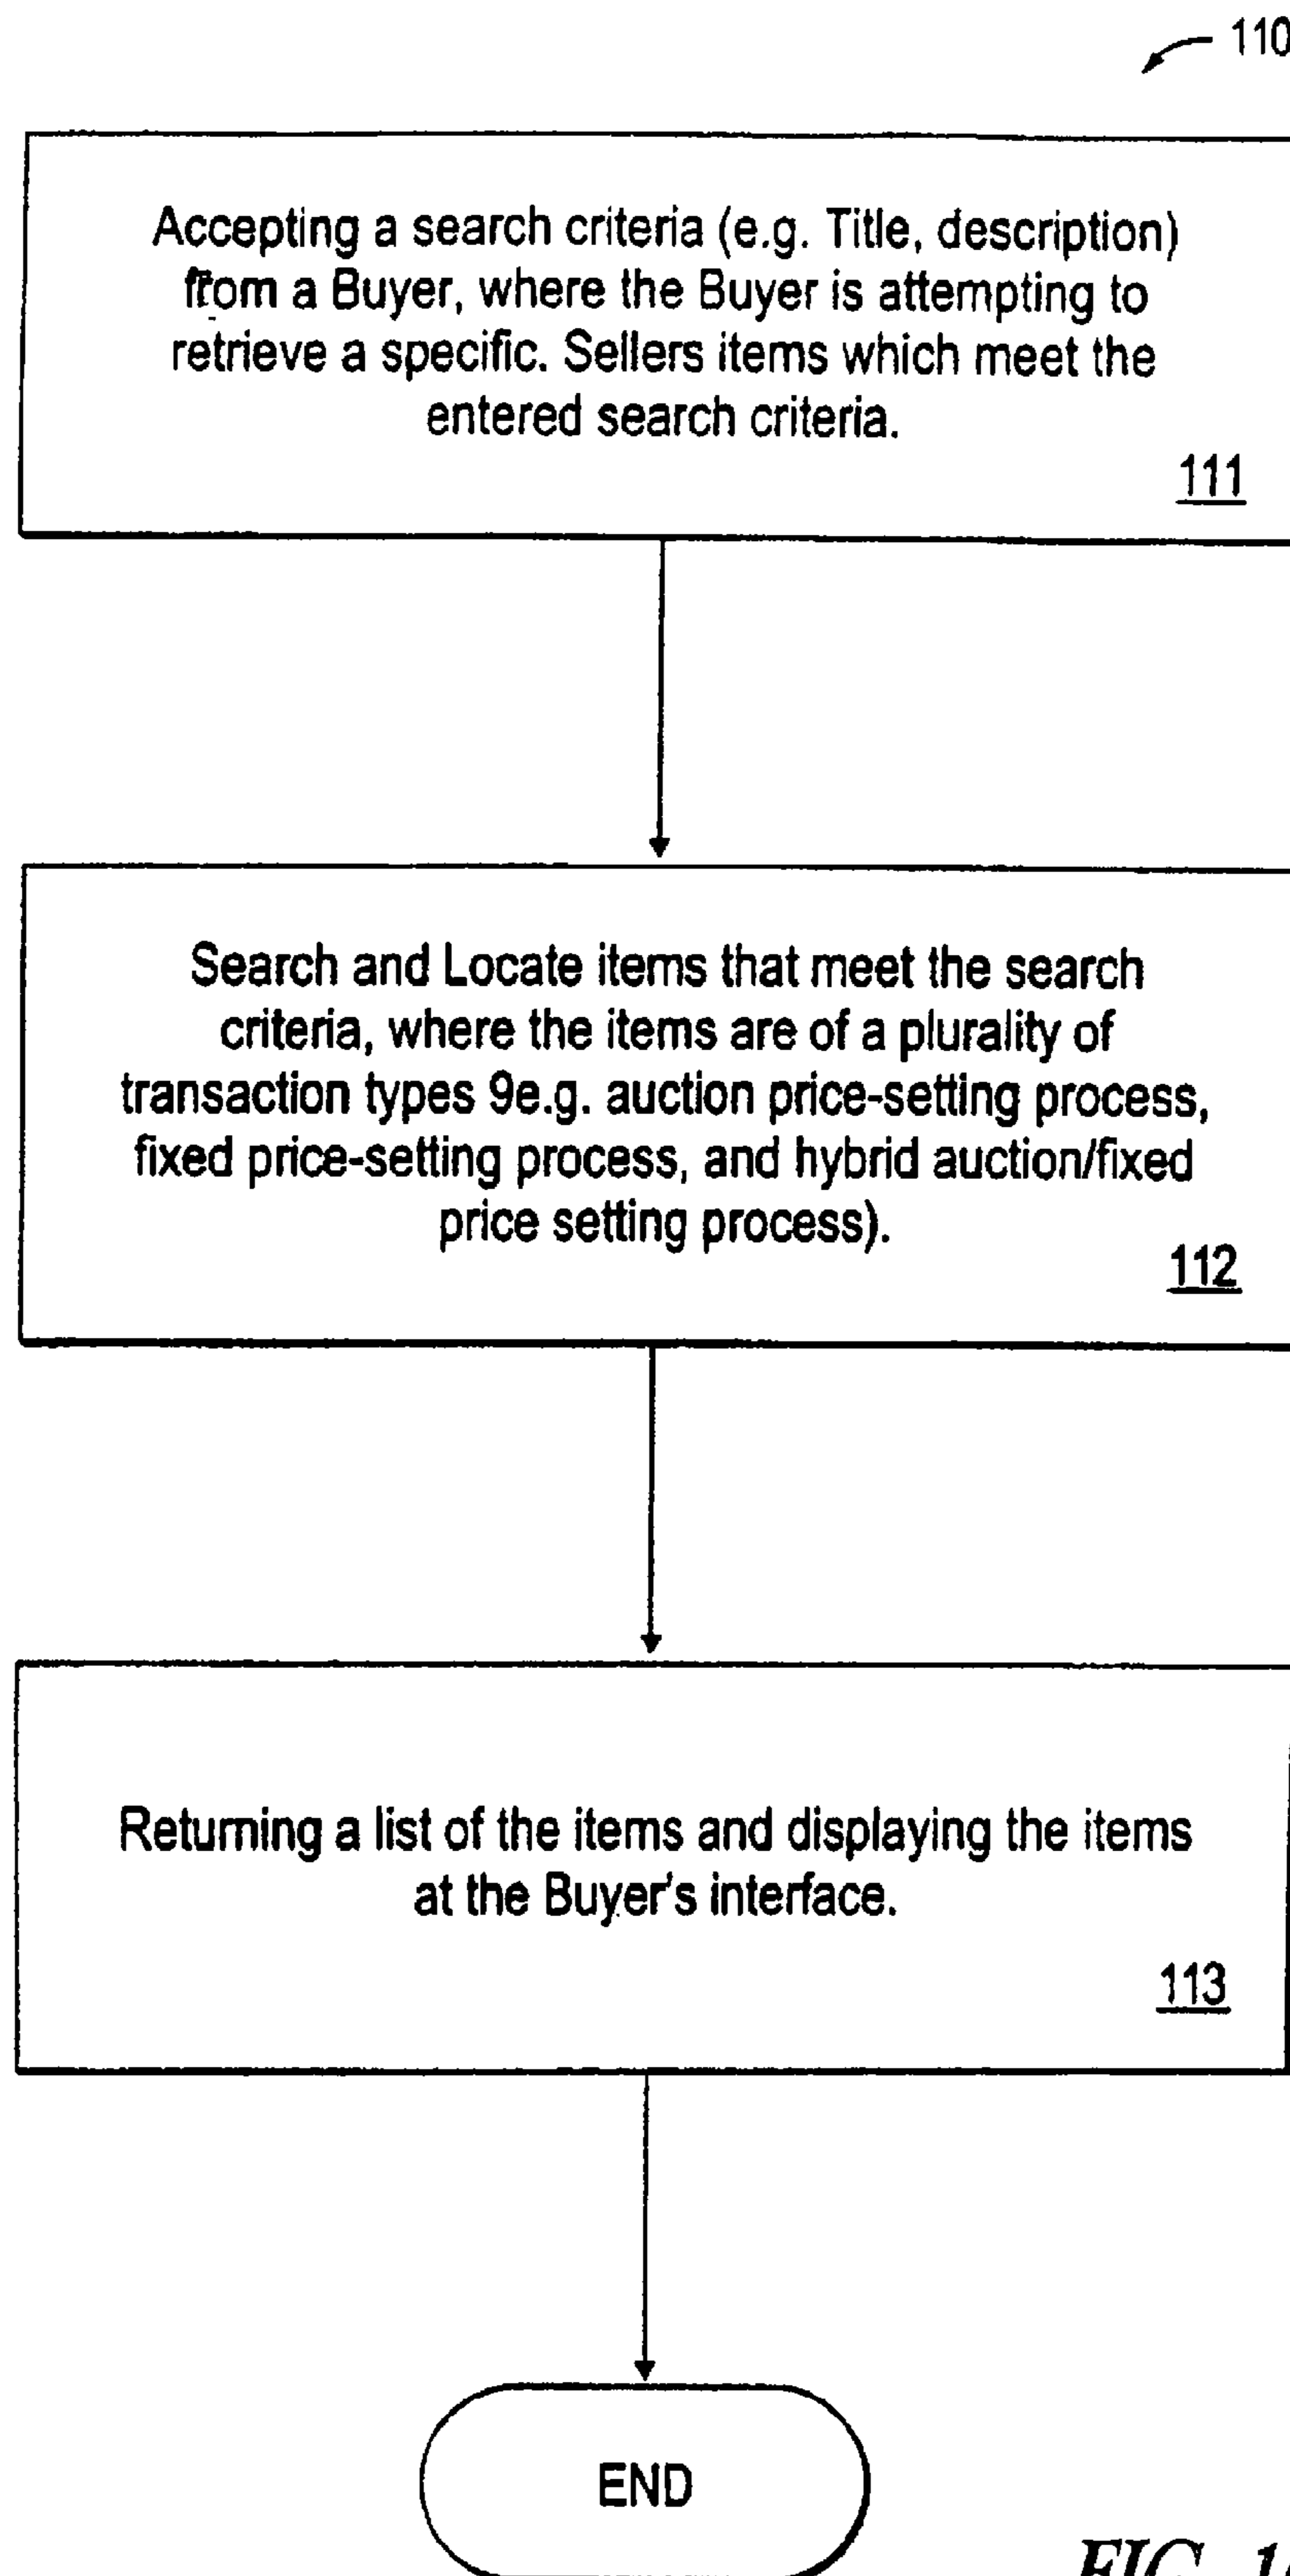 110
Accepting a search criteria (e.g. Title, description)
from a Buyer, where the Buyer is attempting to
retrieve a specific. Sellers items which meet the
entered search criteria.
111
Search and Locate items that meet the search
criteria, where the items are of a plurality of
transaction types 9e.g. auction price-setting process,
fixed price-setting process, and hybrid auction/fixed
price setting process).
112
Returning a list of the items and displaying the items
at the Buyer's interface.
113
END
FIG.